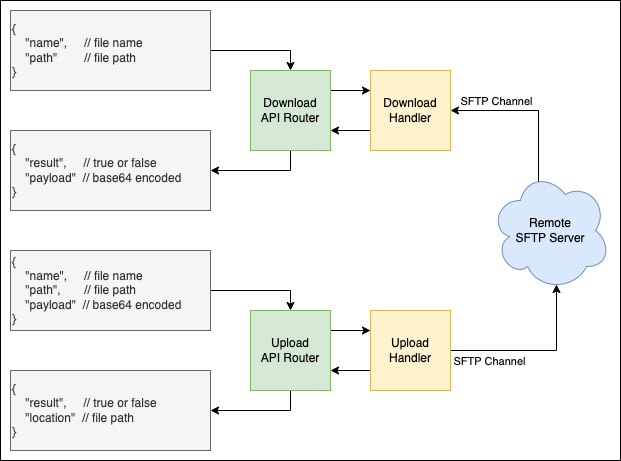 {
"name", // file name
"path" // file path
}
Download
API Router
Download
Handler
SFTP Channel
{
"result", // true or false
"payload" // base64 encoded
}
Remote
SFTP Server
{
"name", // file name
"path", // file path
"payload" // base64 encoded
}
Upload
API Router
Upload
Handler
SFTP Channel
{
"result", // true or false
"location" // file path
}